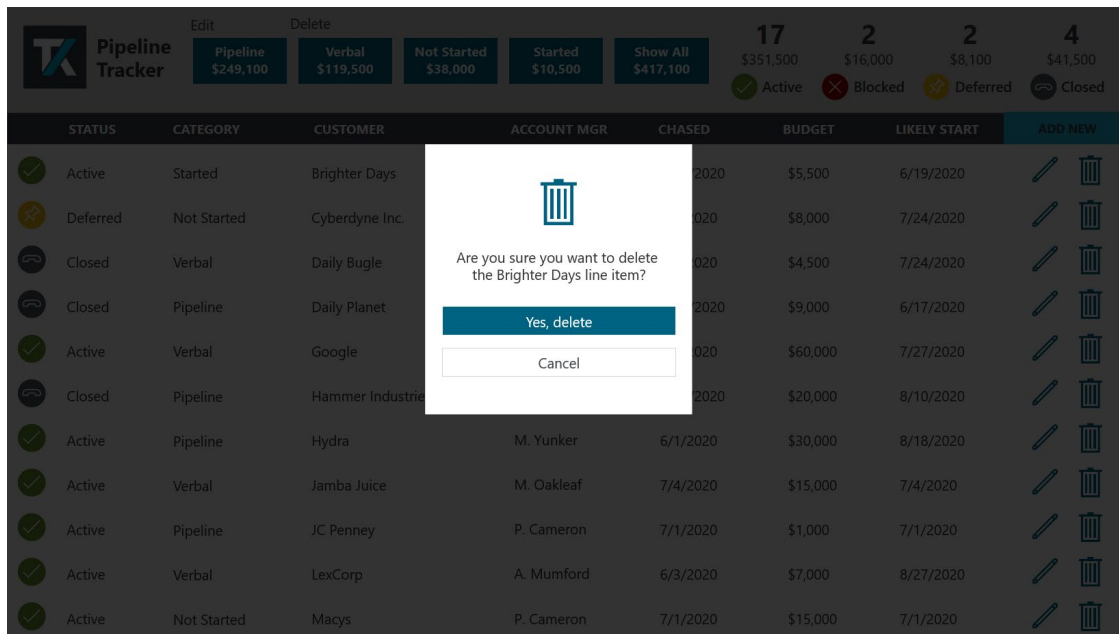 Edit Delete
TX Pipeline Tracker
Pipeline $249,100
Verbal $119,500
Not Started $38,000
Started $10,500
Show All $417,100
17 2 2 4
$351,500 $16,000 $8,100 $41,500
Active Blocked Deferred Closed
STATUS CATEGORY CUSTOMER ACCOUNT MGR CHASED BUDGET LIKELY START ADD NEW
Active Started Brighter Days 2020 $5,500 6/19/2020
Deferred Not Started Cyberdyne Inc. 020 $8,000 7/24/2020
Closed Verbal Daily Bugle 020 $4,500 7/24/2020
Closed Pipeline Daily Planet 2020 $9,000 6/17/2020
Active Verbal Google 020 $60,000 7/27/2020
Closed Pipeline Hammer Industrie 2020 $20,000 8/10/2020
Active Pipeline Hydra M. Yunker 6/1/2020 $30,000 8/18/2020
Active Verbal Jamba Juice M. Oakleaf 7/4/2020 $15,000 7/4/2020
Active Pipeline JC Penney P. Cameron 7/1/2020 $1,000 7/1/2020
Active Verbal LexCorp A. Mumford 6/3/2020 $7,000 8/27/2020
Active Not Started Macys P. Cameron 7/1/2020 $15,000 7/1/2020
Are you sure you want to delete
the Brighter Days line item?
Yes, delete
Cancel